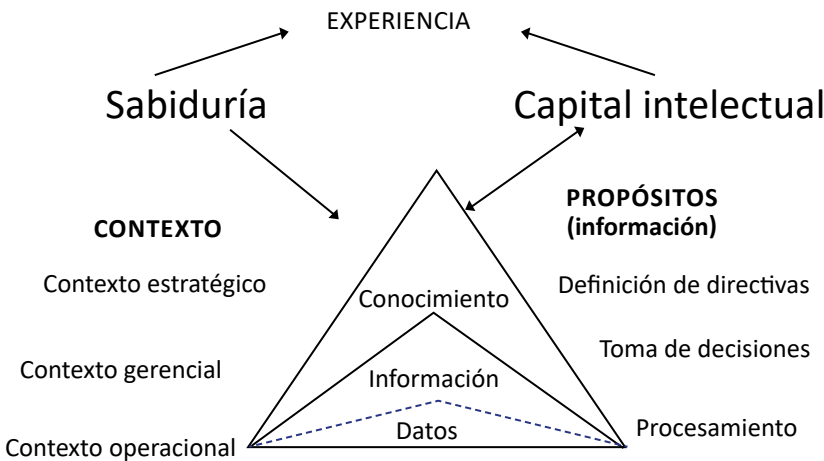 EXPERIENCIA
Sabiduría
Capital intelectual
CONTEXTO
PROPÓSITOS
(información)
Contexto estratégico
Conocimiento
Definición de directivas
Contexto gerencial
Información
Toma de decisiones
Contexto operacional
Datos
Procesamiento